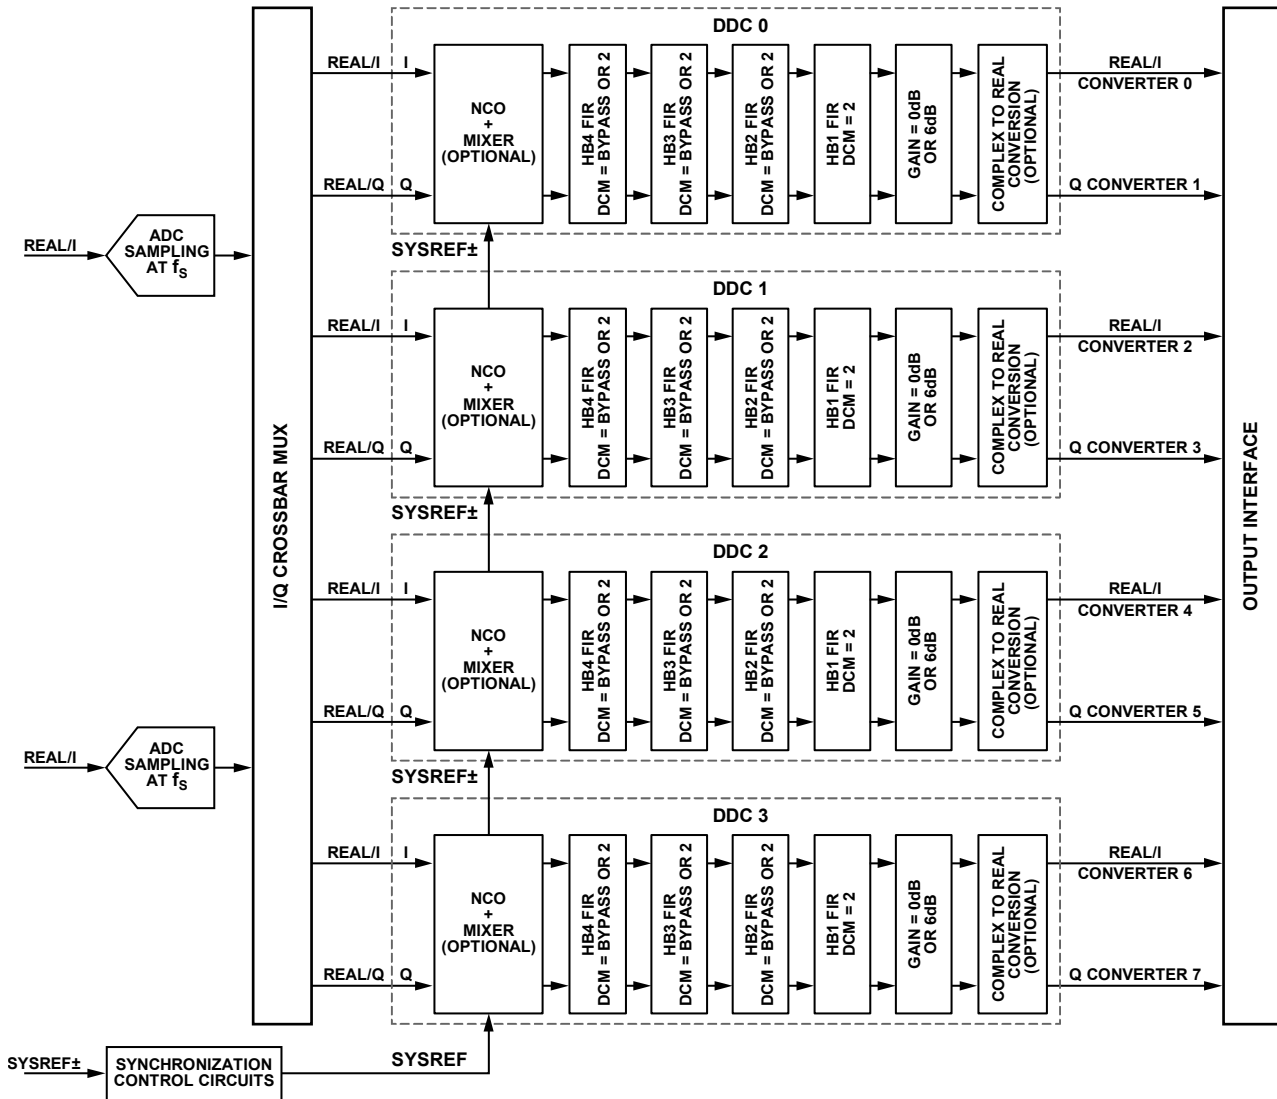 DDC 0
REAL/I I
REAL/Q Q
NCO
+
MIXER
(OPTIONAL)
HB4 FIR
DCM = BYPASS OR 2
HB3 FIR
DCM = BYPASS OR 2
HB2 FIR
DCM = BYPASS OR 2
HB1 FIR
DCM = 2
GAIN = 0dB
OR 6dB
COMPLEX TO REAL
CONVERSION
(OPTIONAL)
REAL/I
CONVERTER 0
Q CONVERTER 1
SYSREF±
REAL/I
ADC
SAMPLING
AT fS
I/Q CROSSBAR MUX
DDC 1
REAL/I I
REAL/Q Q
NCO
+
MIXER
(OPTIONAL)
HB4 FIR
DCM = BYPASS OR 2
HB3 FIR
DCM = BYPASS OR 2
HB2 FIR
DCM = BYPASS OR 2
HB1 FIR
DCM = 2
GAIN = 0dB
OR 6dB
COMPLEX TO REAL
CONVERSION
(OPTIONAL)
REAL/I
CONVERTER 2
Q CONVERTER 3
SYSREF±
OUTPUT INTERFACE
DDC 2
REAL/I I
REAL/Q Q
NCO
+
MIXER
(OPTIONAL)
HB4 FIR
DCM = BYPASS OR 2
HB3 FIR
DCM = BYPASS OR 2
HB2 FIR
DCM = BYPASS OR 2
HB1 FIR
DCM = 2
GAIN = 0dB
OR 6dB
COMPLEX TO REAL
CONVERSION
(OPTIONAL)
REAL/I
CONVERTER 4
Q CONVERTER 5
SYSREF±
REAL/I
ADC
SAMPLING
AT fS
DDC 3
REAL/I I
REAL/Q Q
NCO
+
MIXER
(OPTIONAL)
HB4 FIR
DCM = BYPASS OR 2
HB3 FIR
DCM = BYPASS OR 2
HB2 FIR
DCM = BYPASS OR 2
HB1 FIR
DCM = 2
GAIN = 0dB
OR 6dB
COMPLEX TO REAL
CONVERSION
(OPTIONAL)
REAL/I
CONVERTER 6
Q CONVERTER 7
SYSREF±
SYNCHRONIZATION
CONTROL CIRCUITS
SYSREF